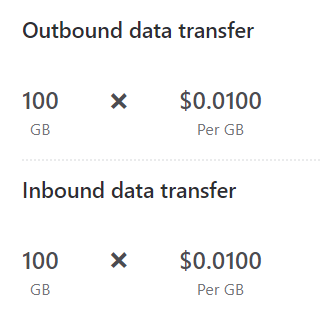 Outbound data transfer
100 × $0.0100
GB Per GB
Inbound data transfer
100 × $0.0100
GB Per GB